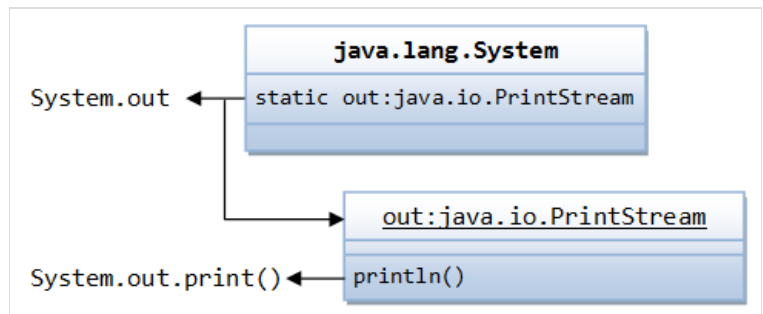 java.lang.System
System.out
static out:java.io.PrintStream
out:java.io.PrintStream
System.out.print()
println()